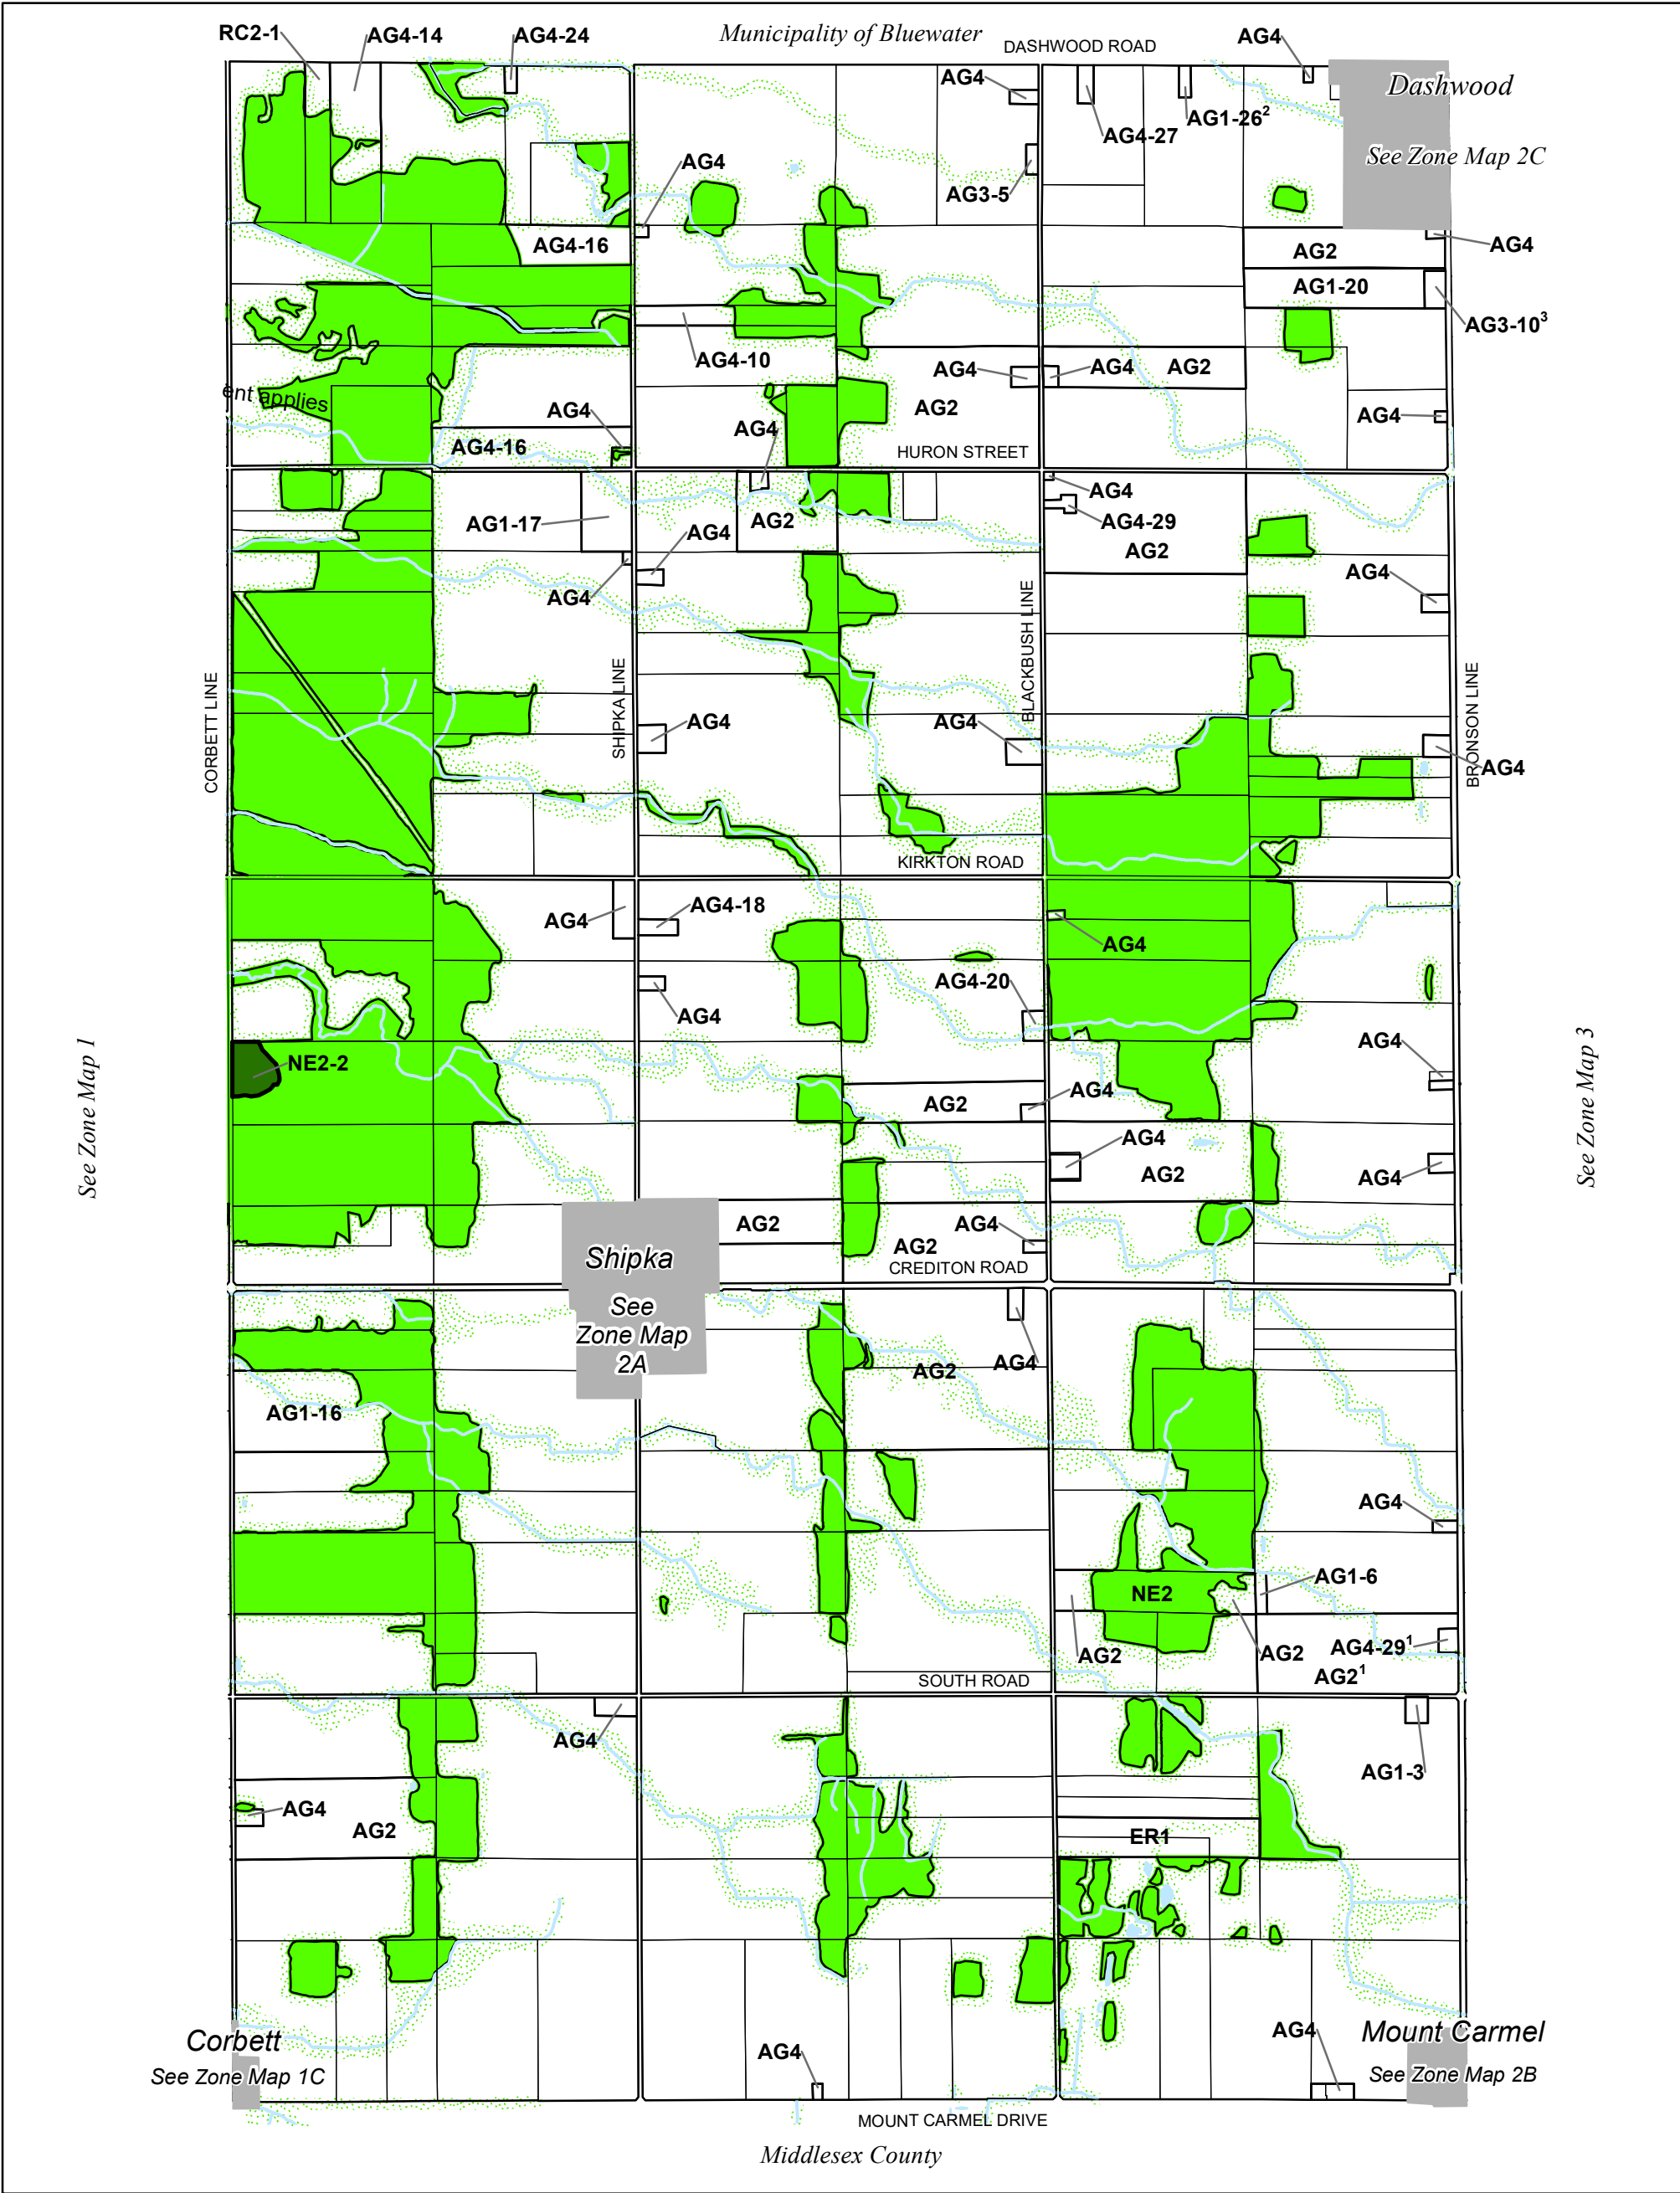 Municipality of Bluewater
DASHWOOD ROAD
RC2-1
AG4-14
AG4-24
AG4
AG4
Dashwood
See Zone Map 2C
AG4-27
AG1-26²
AG4
AG3-5
AG4-16
AG2
AG4
AG1-20
AG3-10³
AG4-10
AG4
AG4
AG2
ent applies
AG4
AG4
AG2
AG4
AG4-16
HURON STREET
AG1-17
AG4
AG2
AG4
AG4-29
AG2
AG4
AG4
BLACKBUSH LINE
SHIPKA LINE
CORBETT LINE
BRONSON LINE
AG4
AG4
AG4
KIRKTON ROAD
AG4
AG4-18
AG4
AG4-20
AG4
AG4
NE2-2
See Zone Map 1
See Zone Map 3
AG2
AG4
AG4
AG2
AG4
AG2
AG4
AG2
CREDITON ROAD
Shipka
See
Zone Map
2A
AG2
AG4
AG1-16
AG4
AG1-6
NE2
AG2
AG2
AG4-29¹
AG2¹
SOUTH ROAD
AG4
AG1-3
AG4
AG2
ER1
Corbett
See Zone Map 1C
AG4
AG4
Mount Carmel
See Zone Map 2B
MOUNT CARMEL DRIVE
Middlesex County